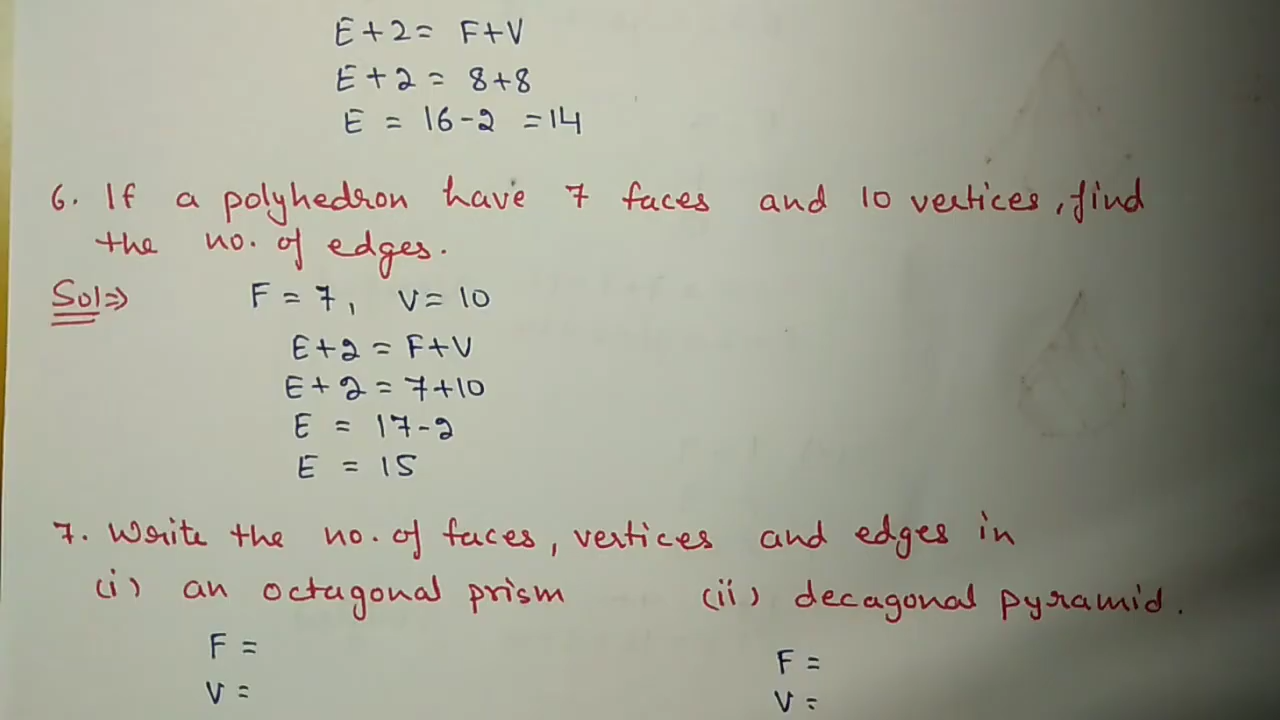 E+2 = F+V
E+2 = 8+8
E = 16-2 =14
6. If a polyhedron have 7 faces and 10 vertices, find
the no. of edges.
Sol⇒ F = 7, V = 10
E+2 = F+V
E+2 = 7+10
E = 17-2
E = 15
7. Write the no. of faces, vertices and edges in
(i) an octagonal prism (ii) decagonal pyramid.
F = F =
V = V =